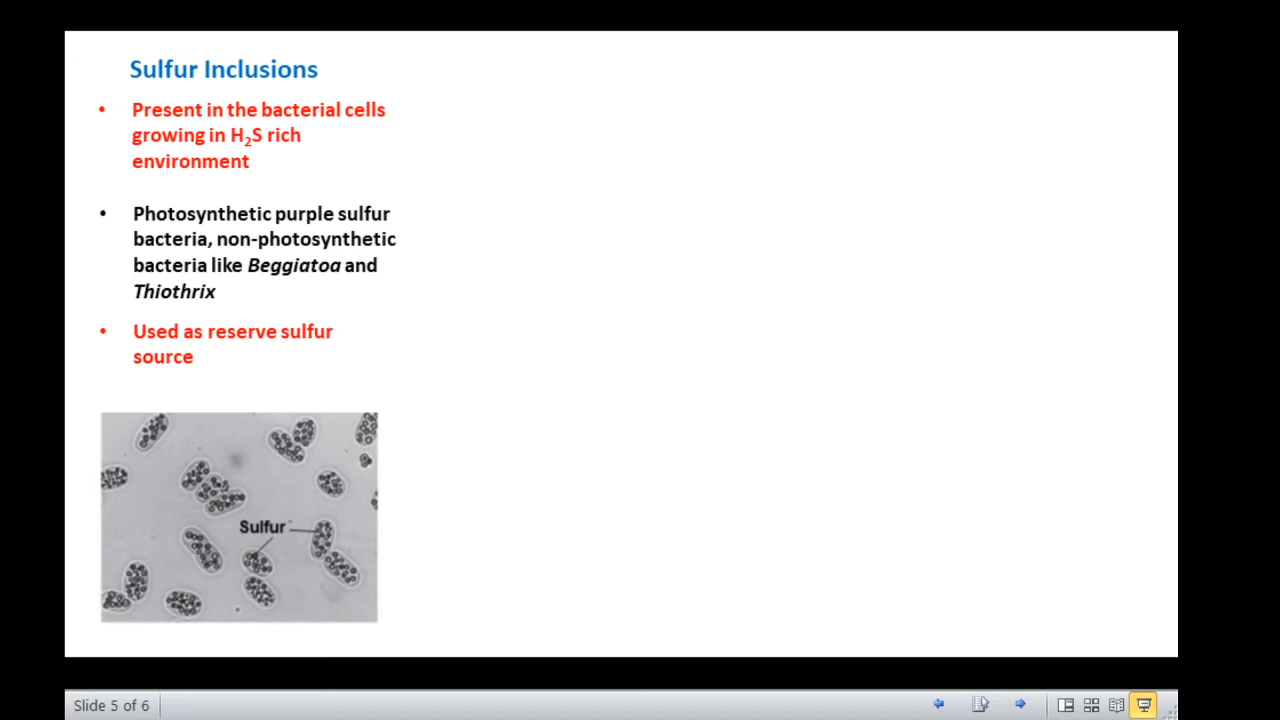 Sulfur Inclusions
• Present in the bacterial cells
growing in H₂S rich
environment
• Photosynthetic purple sulfur
bacteria, non-photosynthetic
bacteria like Beggiatoa and
Thiothrix
• Used as reserve sulfur
source
Sulfur
Slide 5 of 6